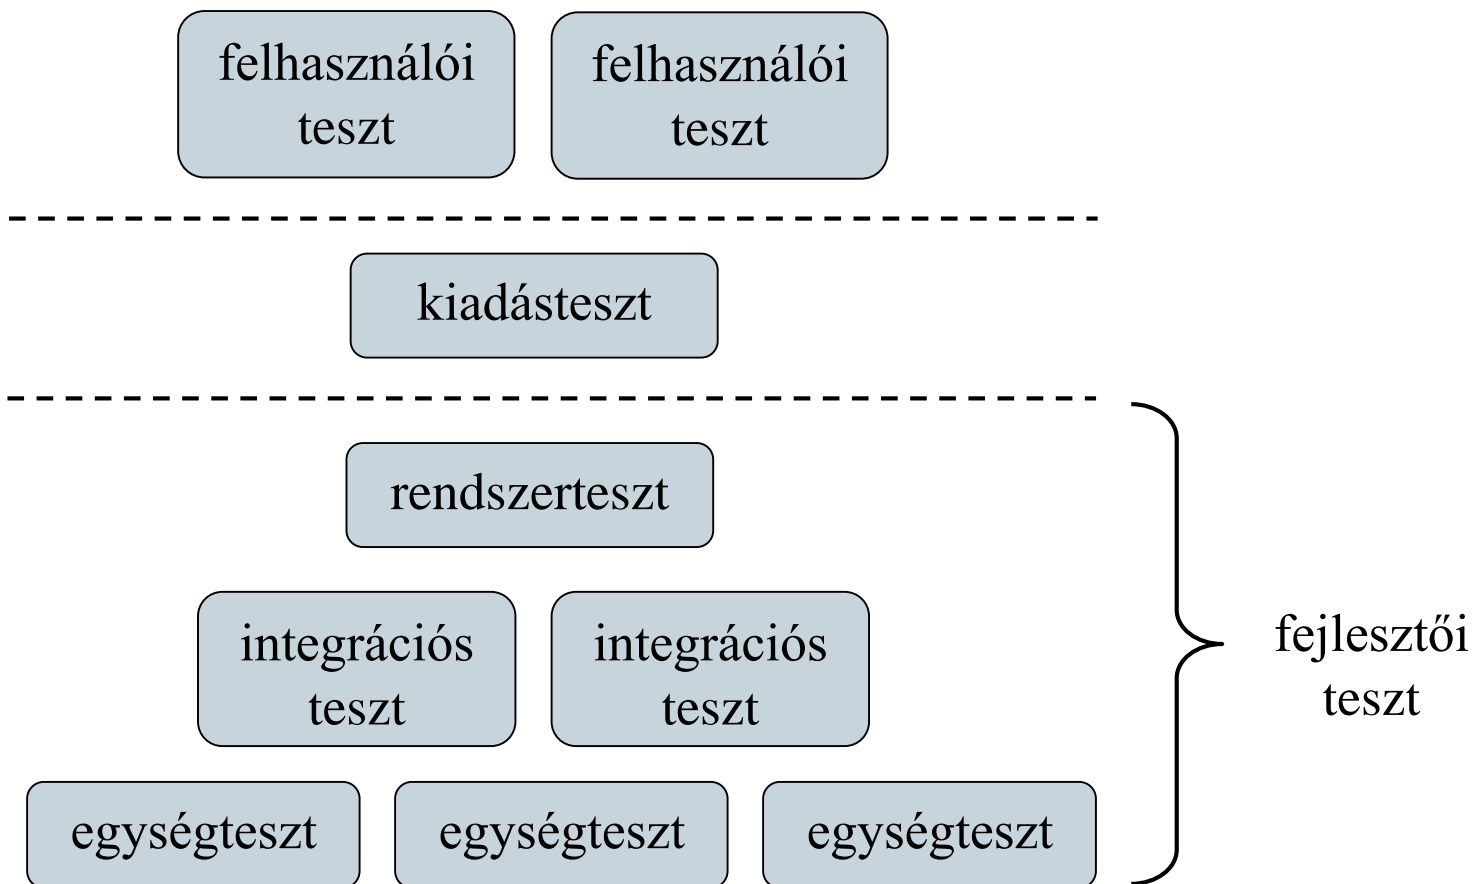 felhasználói
teszt
felhasználói
teszt
kiadásteszt
rendszerteszt
integrációs
teszt
integrációs
teszt
fejlesztői
teszt
egységteszt
egységteszt
egységteszt